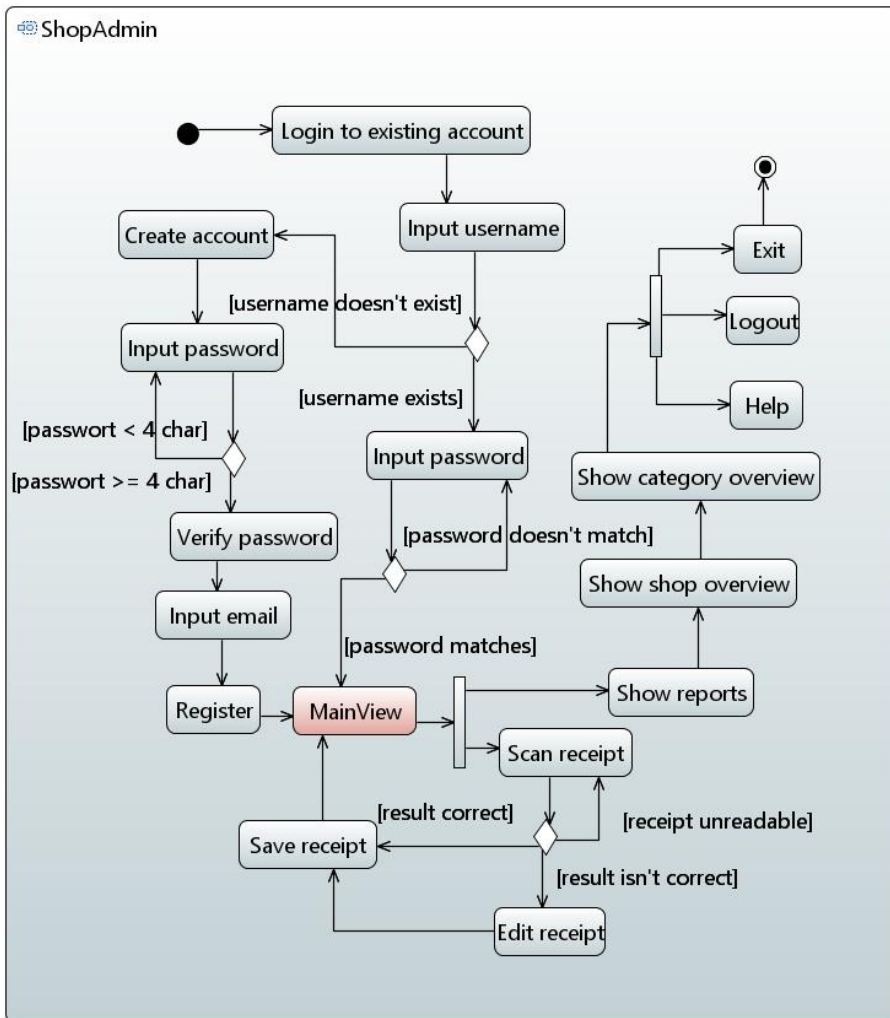 ShopAdmin
Login to existing account
Input username
Create account
Exit
[username doesn't exist]
Logout
Input password
[username exists]
Help
[passwort < 4 char]
Input password
Show category overview
[passwort >= 4 char]
Verify password
[password doesn't match]
Show shop overview
Input email
[password matches]
Register
MainView
Show reports
Scan receipt
[result correct]
[receipt unreadable]
Save receipt
[result isn't correct]
Edit receipt